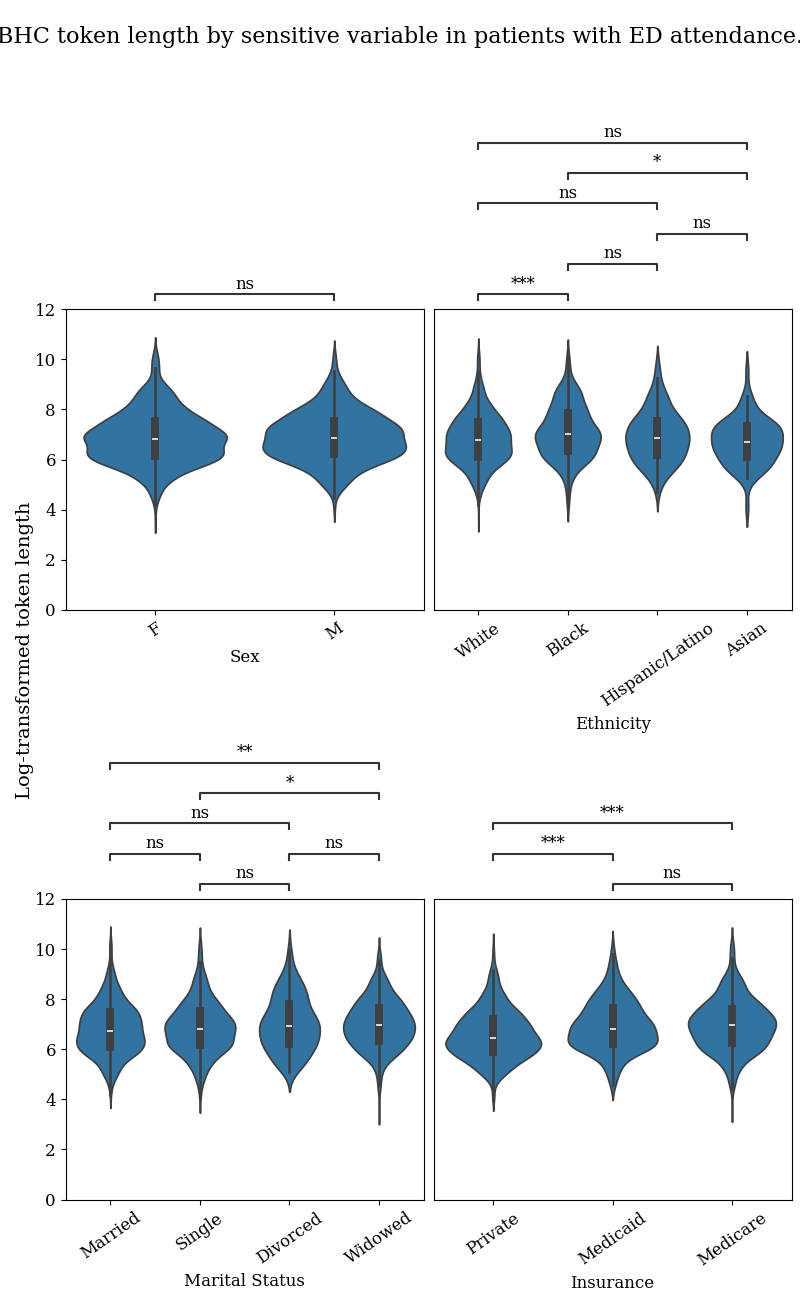 BHC token length by sensitive variable in patients with ED attendance.
Log-transformed token length
ns
12
10
8
6
4
2
0
F
M
Sex
ns
*
ns
ns
ns
***
White
Black
Hispanic/Latino
Asian
Ethnicity
**
*
ns
ns
ns
ns
12
10
8
6
4
2
0
Married
Single
Divorced
Widowed
Marital Status
***
***
ns
Private
Medicaid
Medicare
Insurance